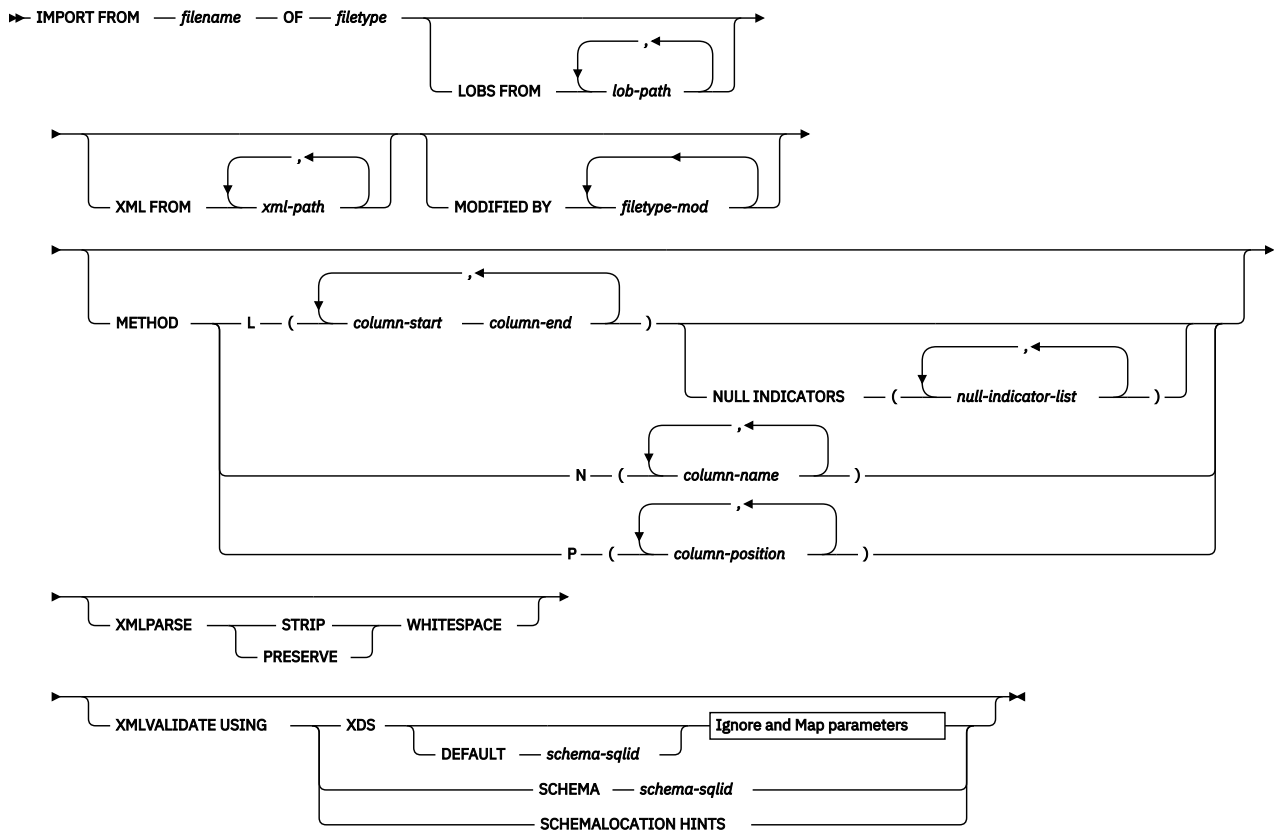 IMPORT FROM filename OF filetype
,
LOBS FROM lob-path
, 
XML FROM xml-path MODIFIED BY filetype-mod
,
METHOD L ( column-start column-end )
,
NULL INDICATORS ( null-indicator-list )
,
N ( column-name )
,
P ( column-position )
XMLPARSE STRIP WHITESPACE
PRESERVE
XMLVALIDATE USING XDS Ignore and Map parameters
DEFAULT schema-sqlid
SCHEMA schema-sqlid
SCHEMALOCATION HINTS